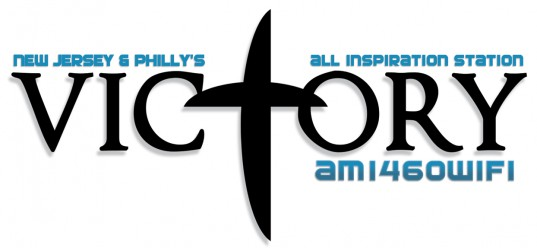 NEW JERSEY & PHILLY'S ALL INSPIRATION STATION
VICTORY
AM1460WIFI